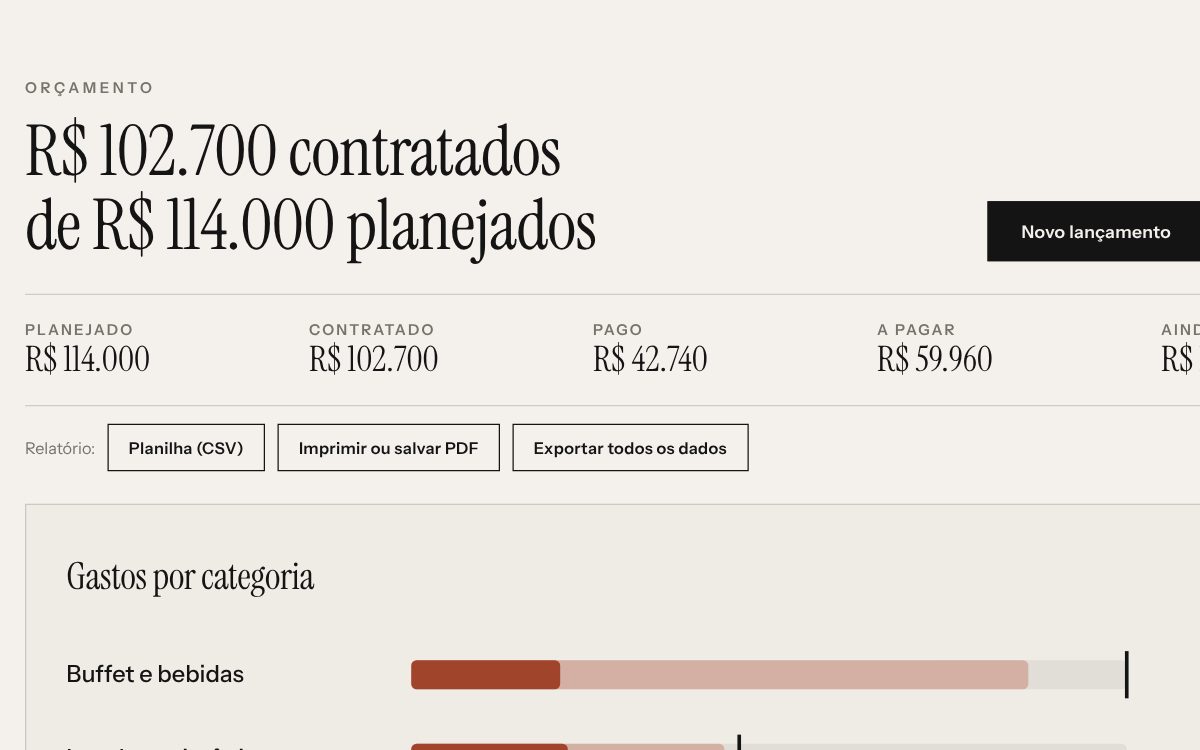 ORÇAMENTO
R$ 102.700 contratados
de R$ 114.000 planejados
Novo lançamento
PLANEJADO CONTRATADO PAGO A PAGAR
R$ 114.000 R$ 102.700 R$ 42.740 R$ 59.960 R$
Relatório: Planilha (CSV) Imprimir ou salvar PDF Exportar todos os dados
Gastos por categoria
Buffet e bebidas